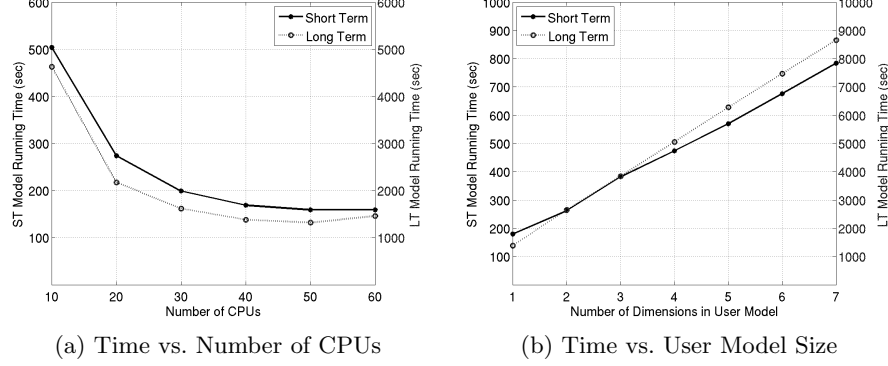 600
500
400
300
200
100
6000
5000
4000
3000
2000
1000
Short Term
Long Term
ST Model Running Time (sec)
LT Model Running Time (sec)
10 20 30 40 50 60
Number of CPUs
(a) Time vs. Number of CPUs
1000
900
800
700
600
500
400
300
200
100
10000
9000
8000
7000
6000
5000
4000
3000
2000
1000
Short Term
Long Term
ST Model Running Time (sec)
LT Model Running Time (sec)
1 2 3 4 5 6 7
Number of Dimensions in User Model
(b) Time vs. User Model Size